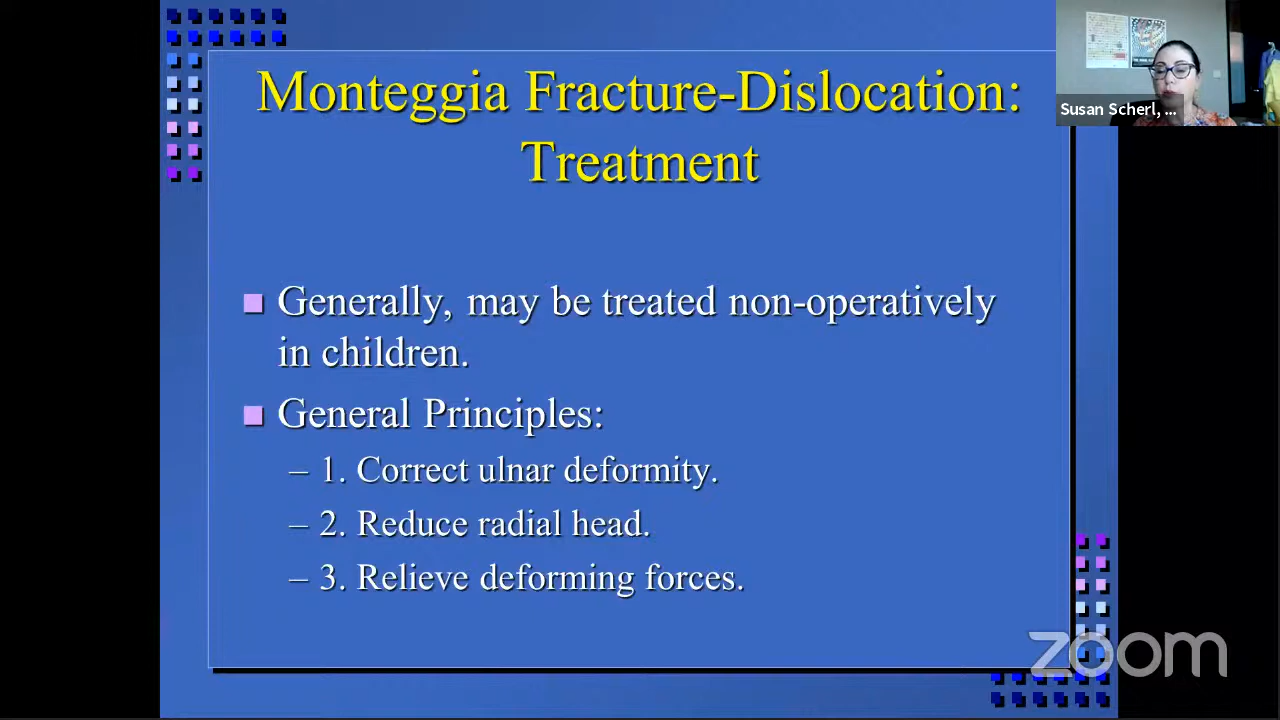 Monteggia Fracture-Dislocation:
Treatment
Generally, may be treated non-operatively
in children.
General Principles:
– 1. Correct ulnar deformity.
– 2. Reduce radial head.
– 3. Relieve deforming forces.
Susan Scherl, ...
zoom